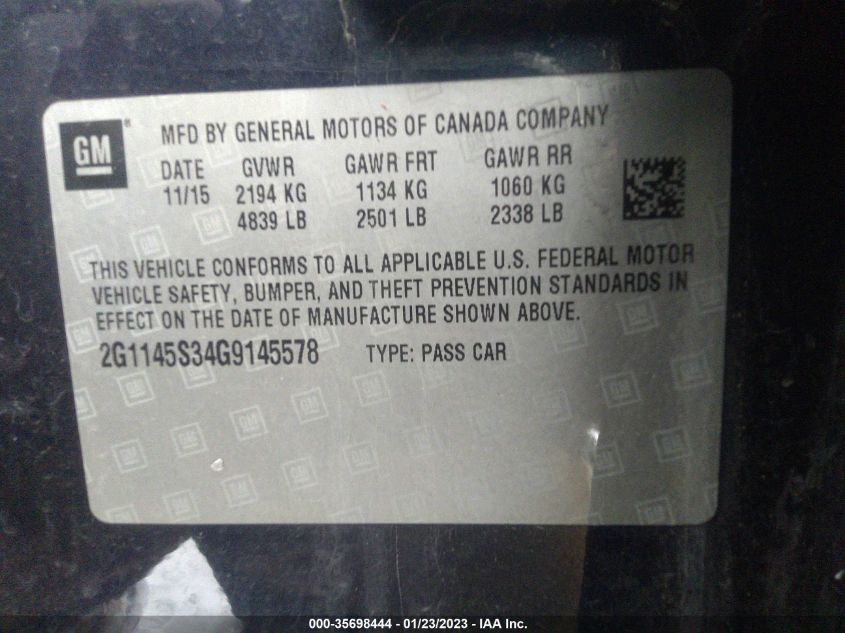 GM ®
MFD BY GENERAL MOTORS OF CANADA COMPANY
DATE GVWR GAWR FRT GAWR RR
11/15 2194 KG 1134 KG 1060 KG
4839 LB 2501 LB 2338 LB
THIS VEHICLE CONFORMS TO ALL APPLICABLE U.S. FEDERAL MOTOR
VEHICLE SAFETY, BUMPER, AND THEFT PREVENTION STANDARDS IN
EFFECT ON THE DATE OF MANUFACTURE SHOWN ABOVE.
2G1145S34G9145578 TYPE: PASS CAR
000-35698444 - 01/23/2023 - IAA Inc.